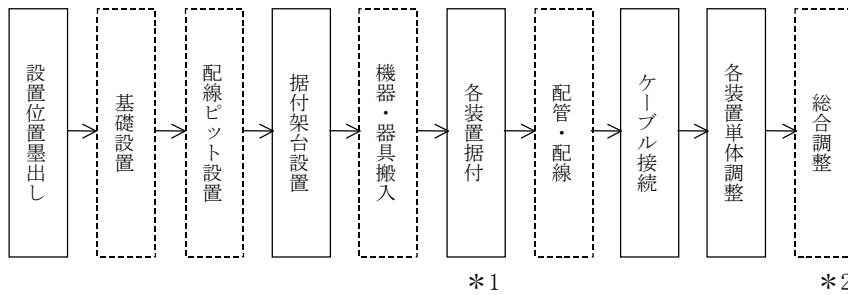 設置位置墨出し
基礎設置
配線ピット設置
据付架台設置
機器・器具搬入
各装置据付
配管・配線
ケーブル接続
各装置単体調整
総合調整
＊1
＊2